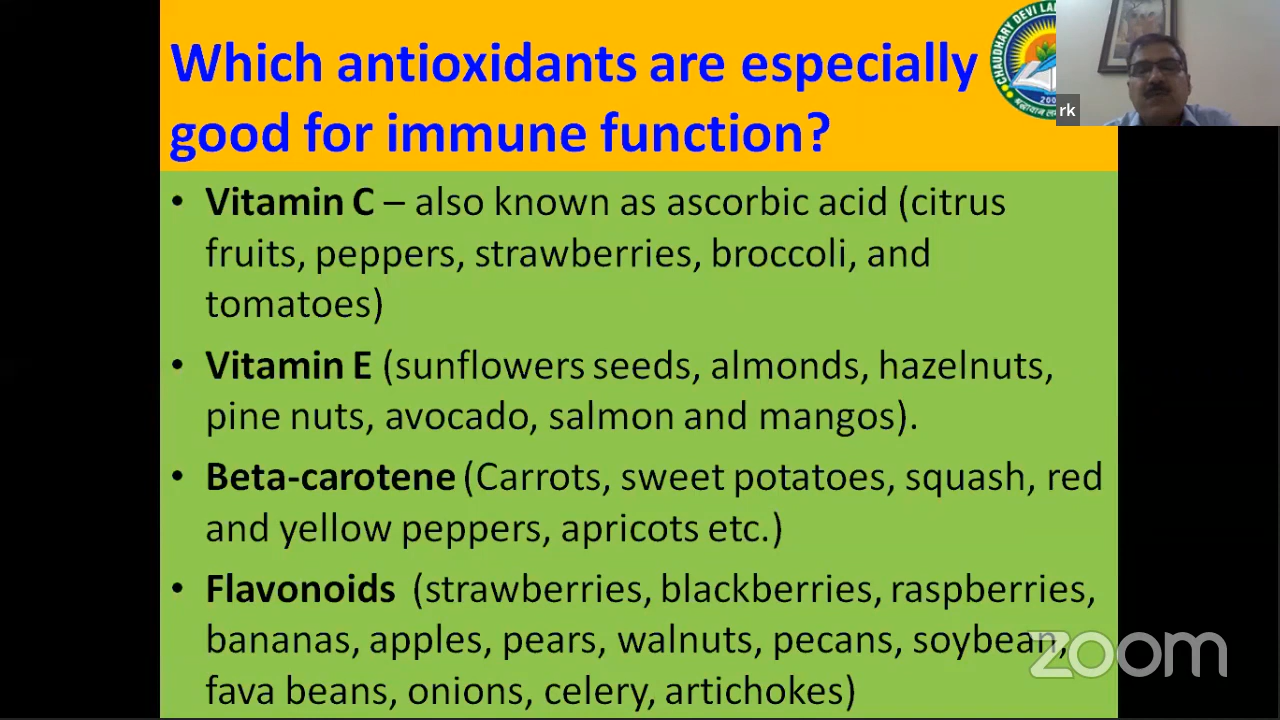 Which antioxidants are especially
good for immune function?
CHAUDHARY DEVI
rk
• Vitamin C – also known as ascorbic acid (citrus
fruits, peppers, strawberries, broccoli, and
tomatoes)
• Vitamin E (sunflowers seeds, almonds, hazelnuts,
pine nuts, avocado, salmon and mangos).
• Beta-carotene (Carrots, sweet potatoes, squash, red
and yellow peppers, apricots etc.)
• Flavonoids (strawberries, blackberries, raspberries,
bananas, apples, pears, walnuts, pecans, soybean,
fava beans, onions, celery, artichokes)
zoom